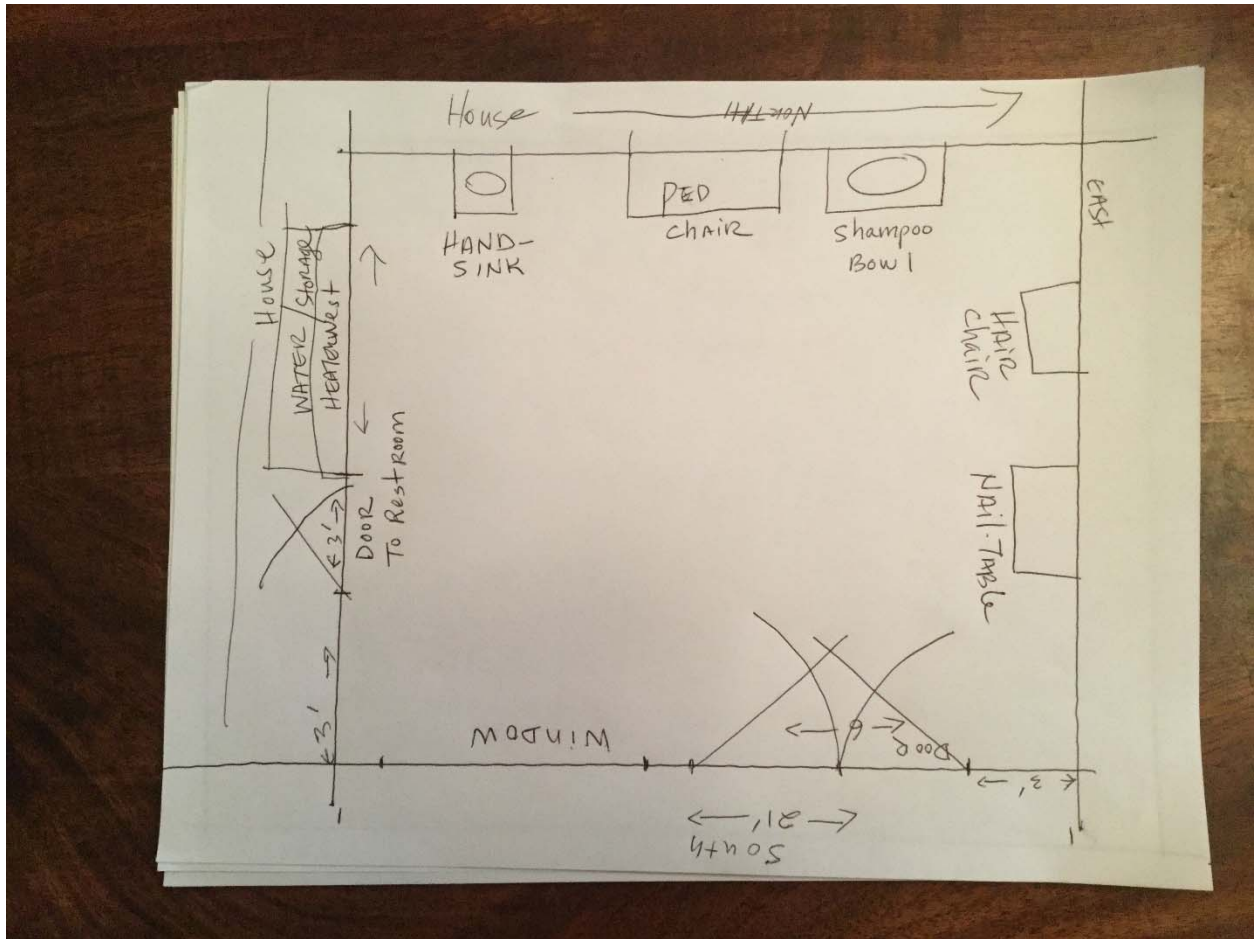 House
NORTH
EAST
HAND-
SINK
PED
CHAIR
Shampoo
Bowl
House
WATER / Storage
HEATER West
HAIR
Chair
NAIL-TABLE
DOOR
To Restroom
3'
3'
WINDOW
6
DOOR
3'
21'
South